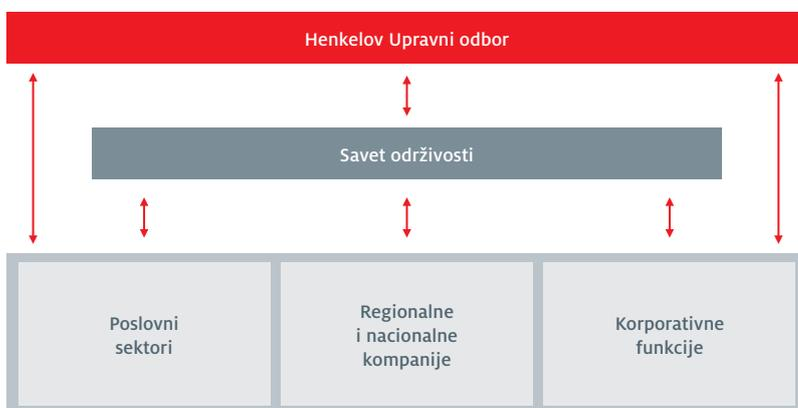 Henkelov Upravni odbor
Savet održivosti
Poslovni
sektori
Regionalne
i nacionalne
kompanije
Korporativne
funkcije